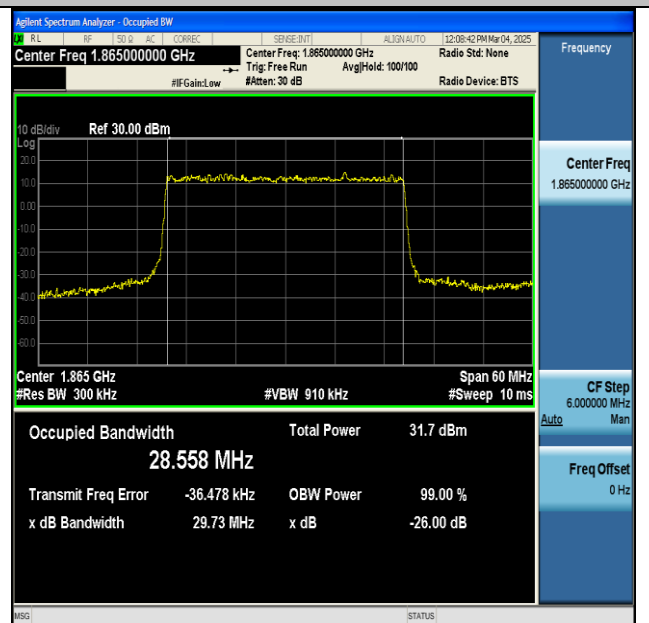 Agilent Spectrum Analyzer - Occupied BW
RL RF 50 Ω AC CORREC SENSE:INT ALIGN AUTO 12:08:42 PM Mar 04, 2025
Center Freq 1.865000000 GHz
Center Freq: 1.865000000 GHz
Radio Std: None
Trig: Free Run Avg|Hold: 100/100
#IFGain:Low #Atten: 30 dB Radio Device: BTS
Frequency
10 dB/div Ref 30.00 dBm
Log
20.0
10.0
0.00
-10.0
-20.0
-30.0
-40.0
-50.0
-60.0
Center Freq
1.865000000 GHz
Center 1.865 GHz Span 60 MHz
#Res BW 300 kHz #VBW 910 kHz #Sweep 10 ms
CF Step
6.000000 MHz
Auto Man
Occupied Bandwidth Total Power 31.7 dBm
28.558 MHz
Transmit Freq Error -36.478 kHz OBW Power 99.00 %
x dB Bandwidth 29.73 MHz x dB -26.00 dB
Freq Offset
0 Hz
MSG STATUS